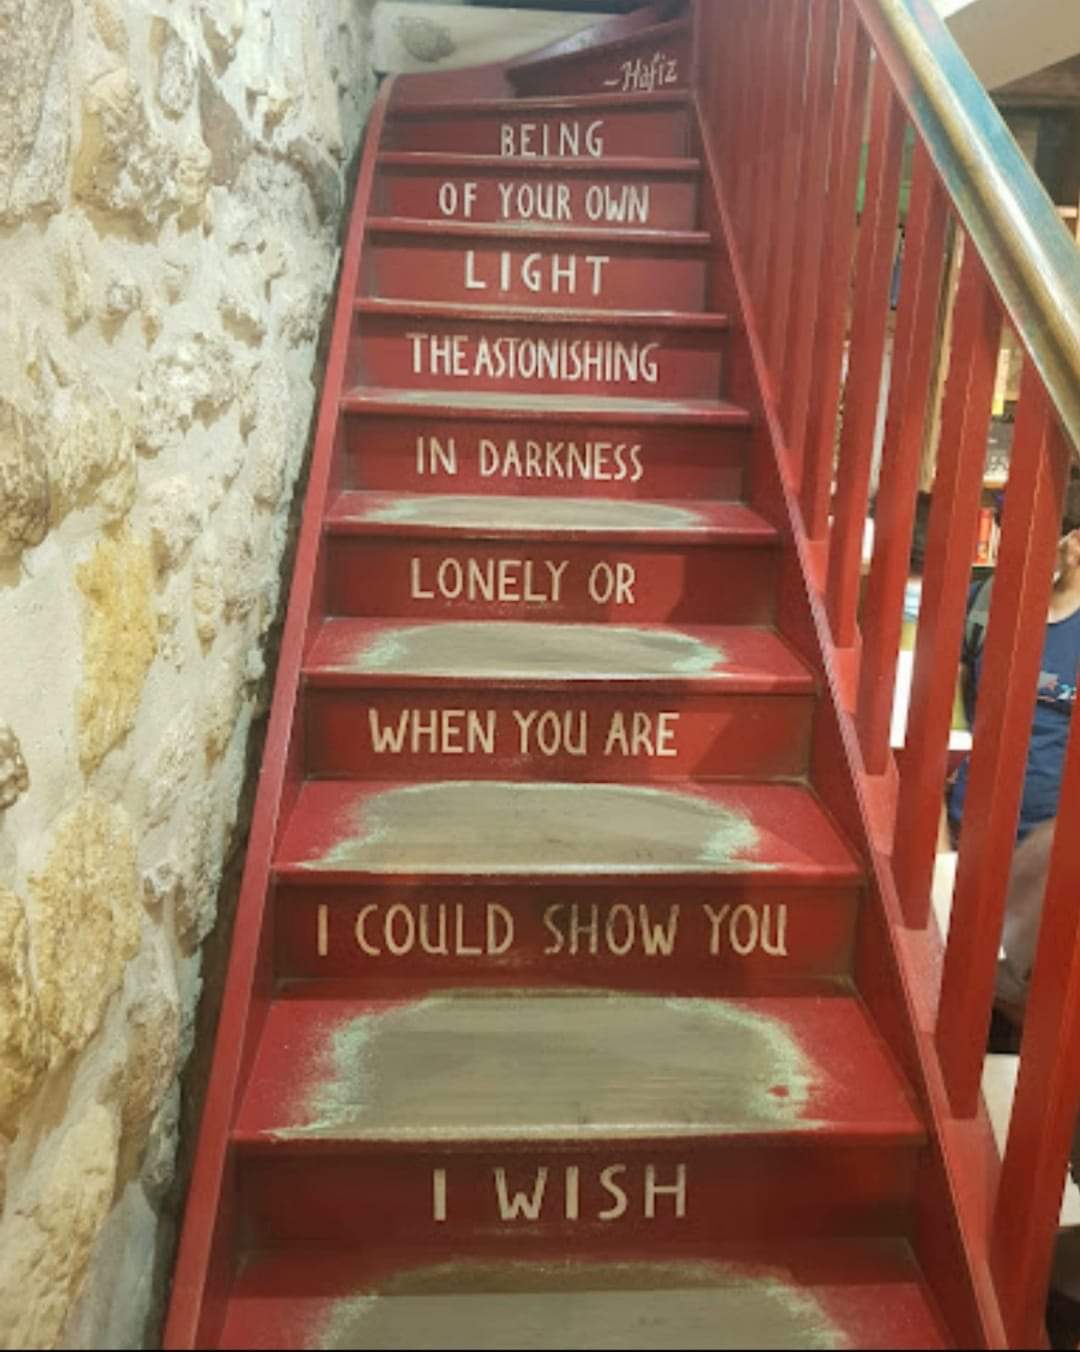 I WISH
I COULD SHOW YOU
WHEN YOU ARE
LONELY OR
IN DARKNESS
THE ASTONISHING
LIGHT
OF YOUR OWN
BEING
-Hafiz